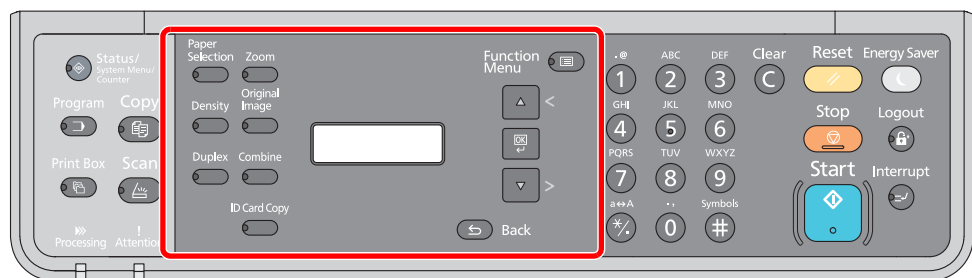 Status/
System Menu/
Counter
Program Copy
Print Box Scan
Processing Attention
Paper
Selection Zoom
Density Original
Image
Duplex Combine
ID Card Copy
Function
Menu
<
OK
>
Back
.@ ABC DEF Clear
1 2 3 C
GHI JKL MNO
4 5 6
PQRS TUV WXYZ
7 8 9
a↔A ., Symbols
*/. 0 #
Reset Energy Saver
Stop Logout
Start Interrupt